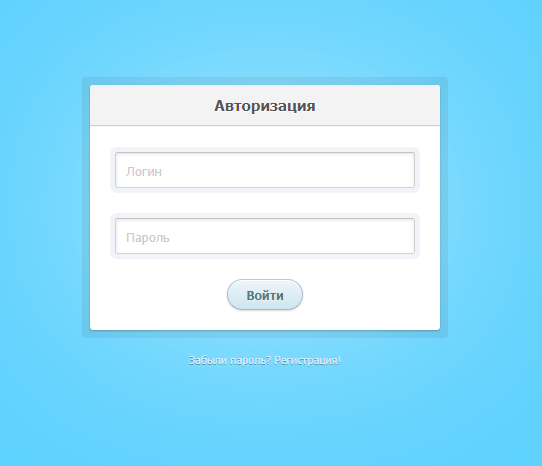 Авторизация
Логин
Пароль
Войти
Забыли пароль? Регистрация!